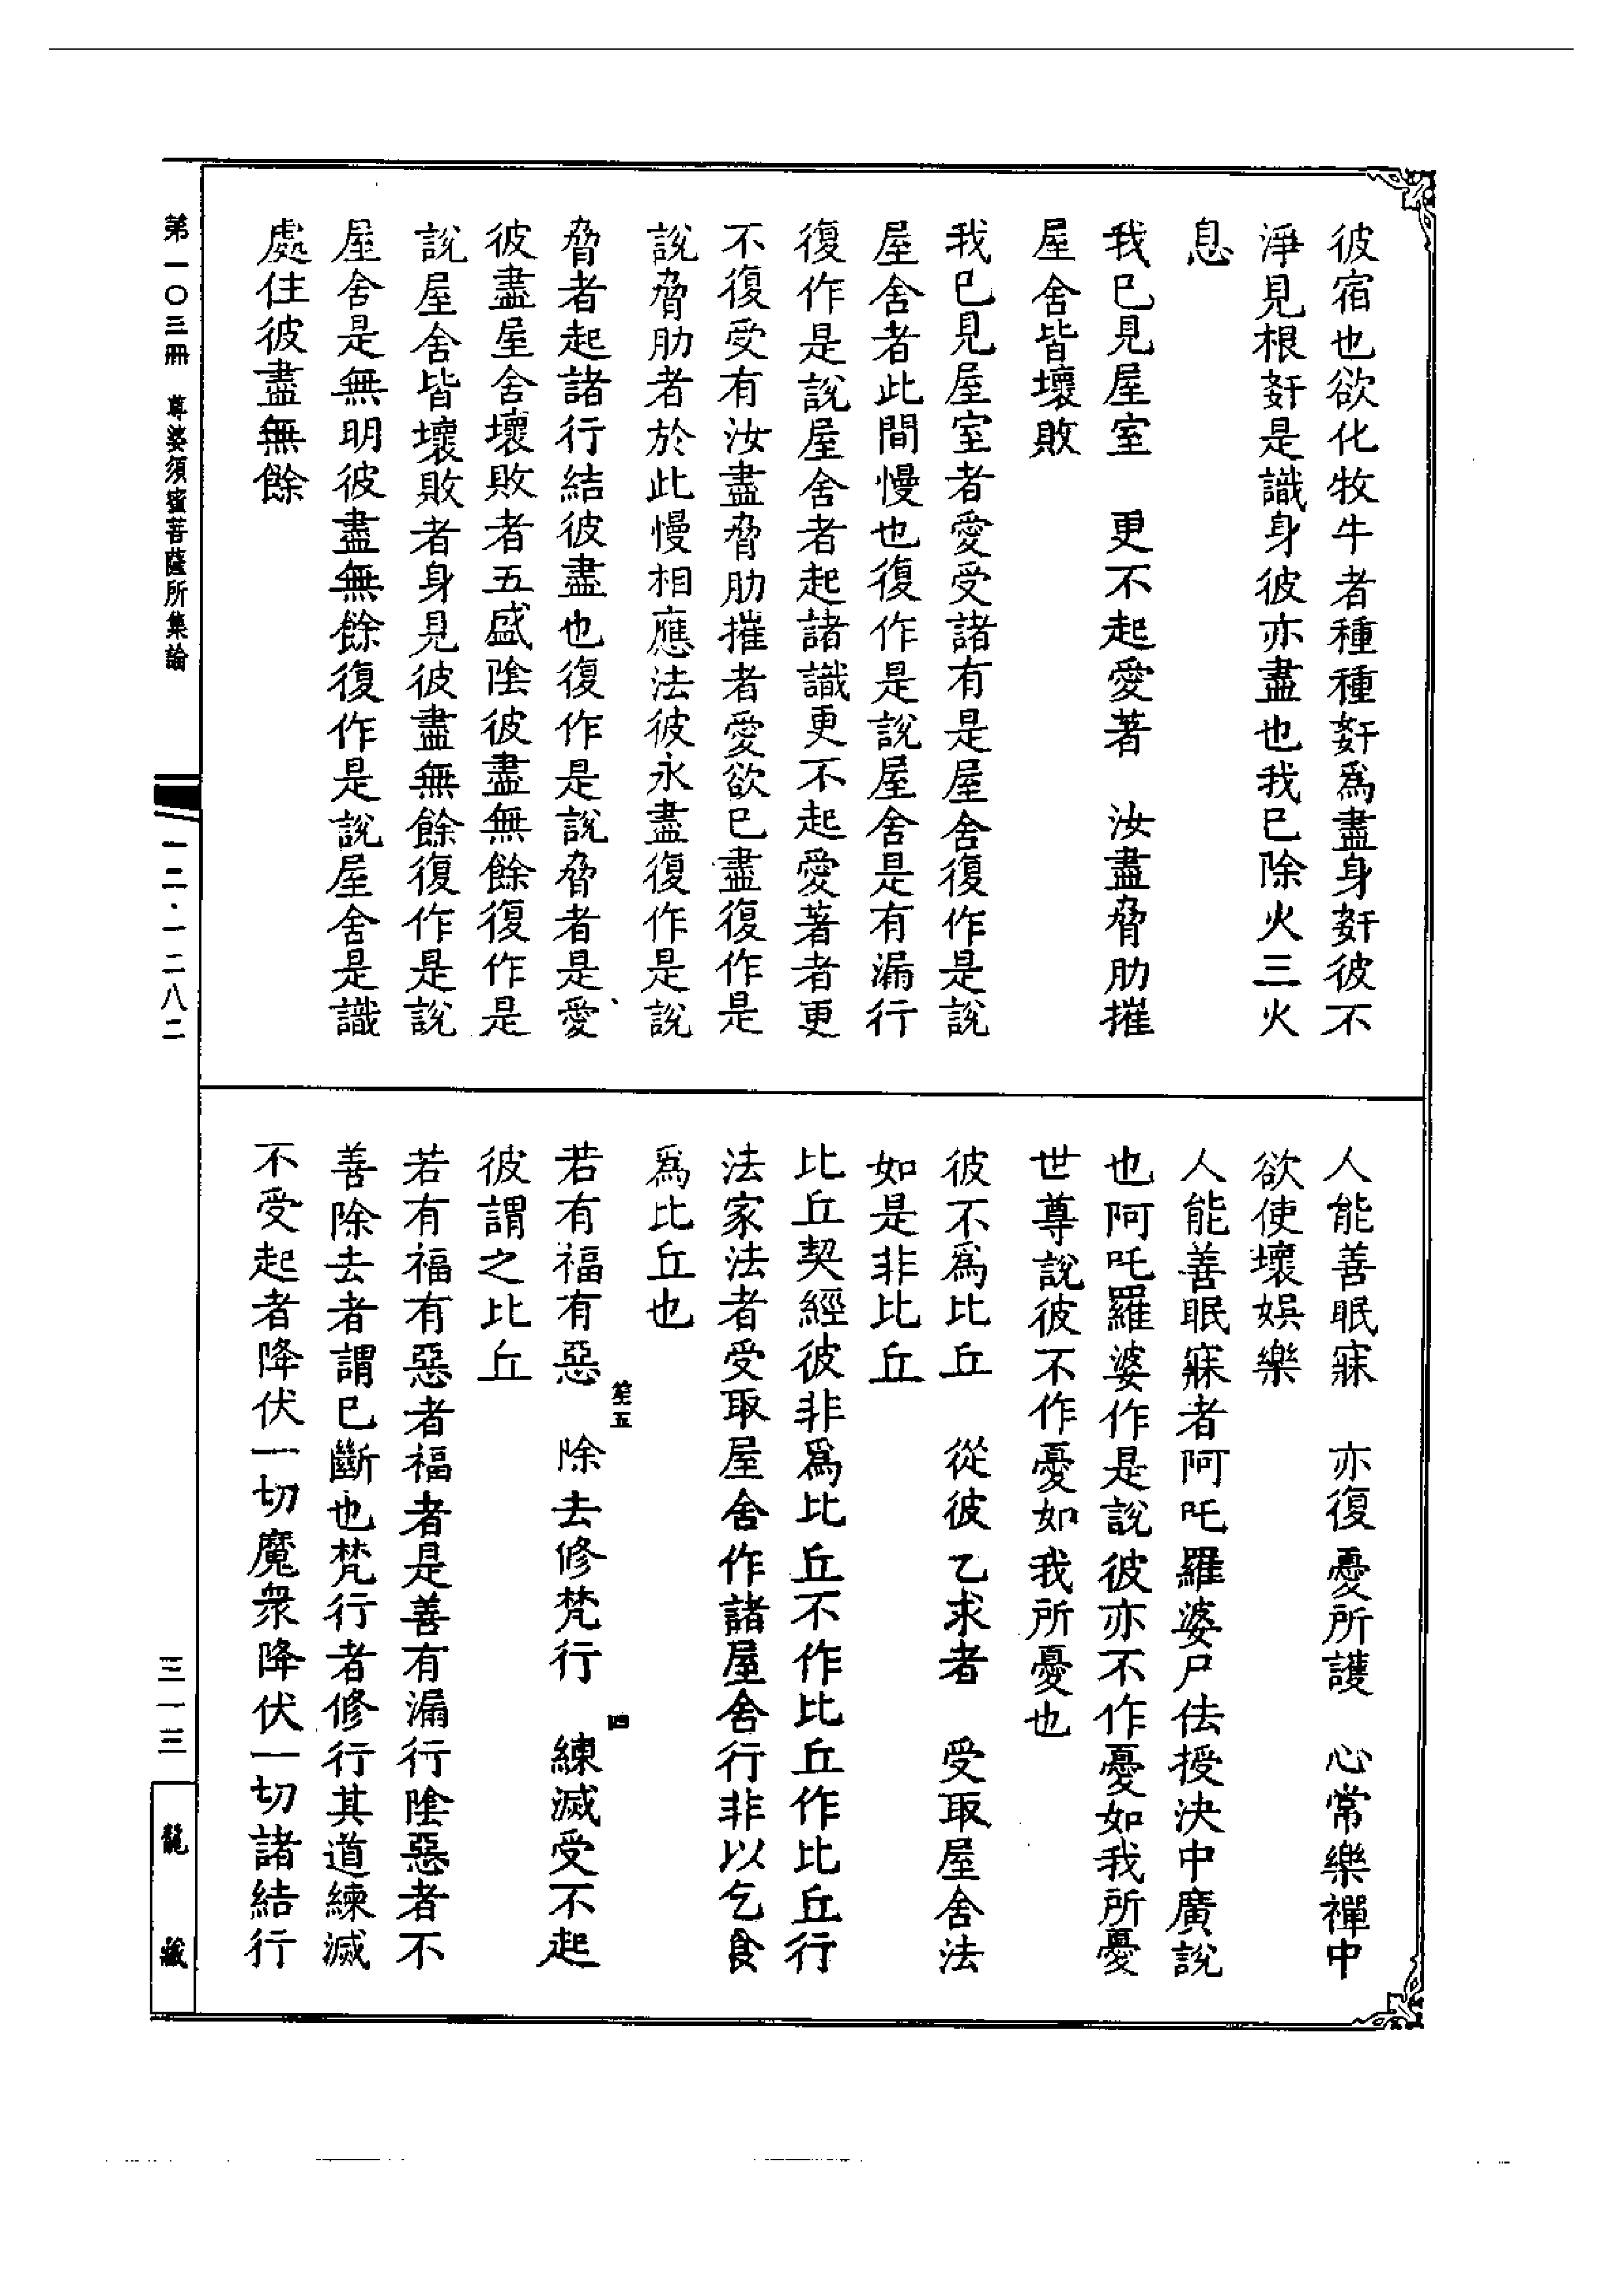 彼宿也欲化牧牛者種種姧為盡身姧彼不
淨見根姧是識身彼亦盡也我已除火三火
息
我已見屋室　更不起愛著　汝盡脅肋摧
屋舍皆壞敗
我已見屋室者愛受諸有是屋舍復作是說
屋舍者此間慢也復作是說屋舍是有漏行
復作是說屋舍者起諸識更不起愛著者更
不復受有汝盡脅肋摧者愛欲已盡復作是
說脅肋者於此慢相應法彼永盡復作是說
脅者起諸行結彼盡也復作是說脅者是愛
彼盡屋舍壞敗者五盛陰彼盡無餘復作是
說屋舍皆壞敗者身見彼盡無餘復作是說
屋舍是無明彼盡無餘復作是說屋舍是識
處住彼盡無餘
人能善眠寐　亦復憂所護　心常樂禪中
欲使壞娛樂
人能善眠寐者阿吒羅婆尸佉授決中廣說
也阿吒羅婆作是說彼亦不作憂如我所憂
世尊說彼不作憂如我所憂也
彼不為比丘　從彼乞求者　受取屋舍法
如是非比丘
比丘契經彼非為比丘不作比丘作比丘行
法家法者受取屋舍作諸屋舍行非以乞食
為比丘也
若有福有惡　除去修梵行　練滅受不起
彼謂之比丘
若有福有惡者福者是善有漏行陰惡者不
善除去者謂已斷也梵行者修行其道練滅
不受起者降伏一切魔眾降伏一切諸結行
五
四
第一〇三冊　尊婆須蜜菩薩所集論
一二·一二八二
三一三
龍藏